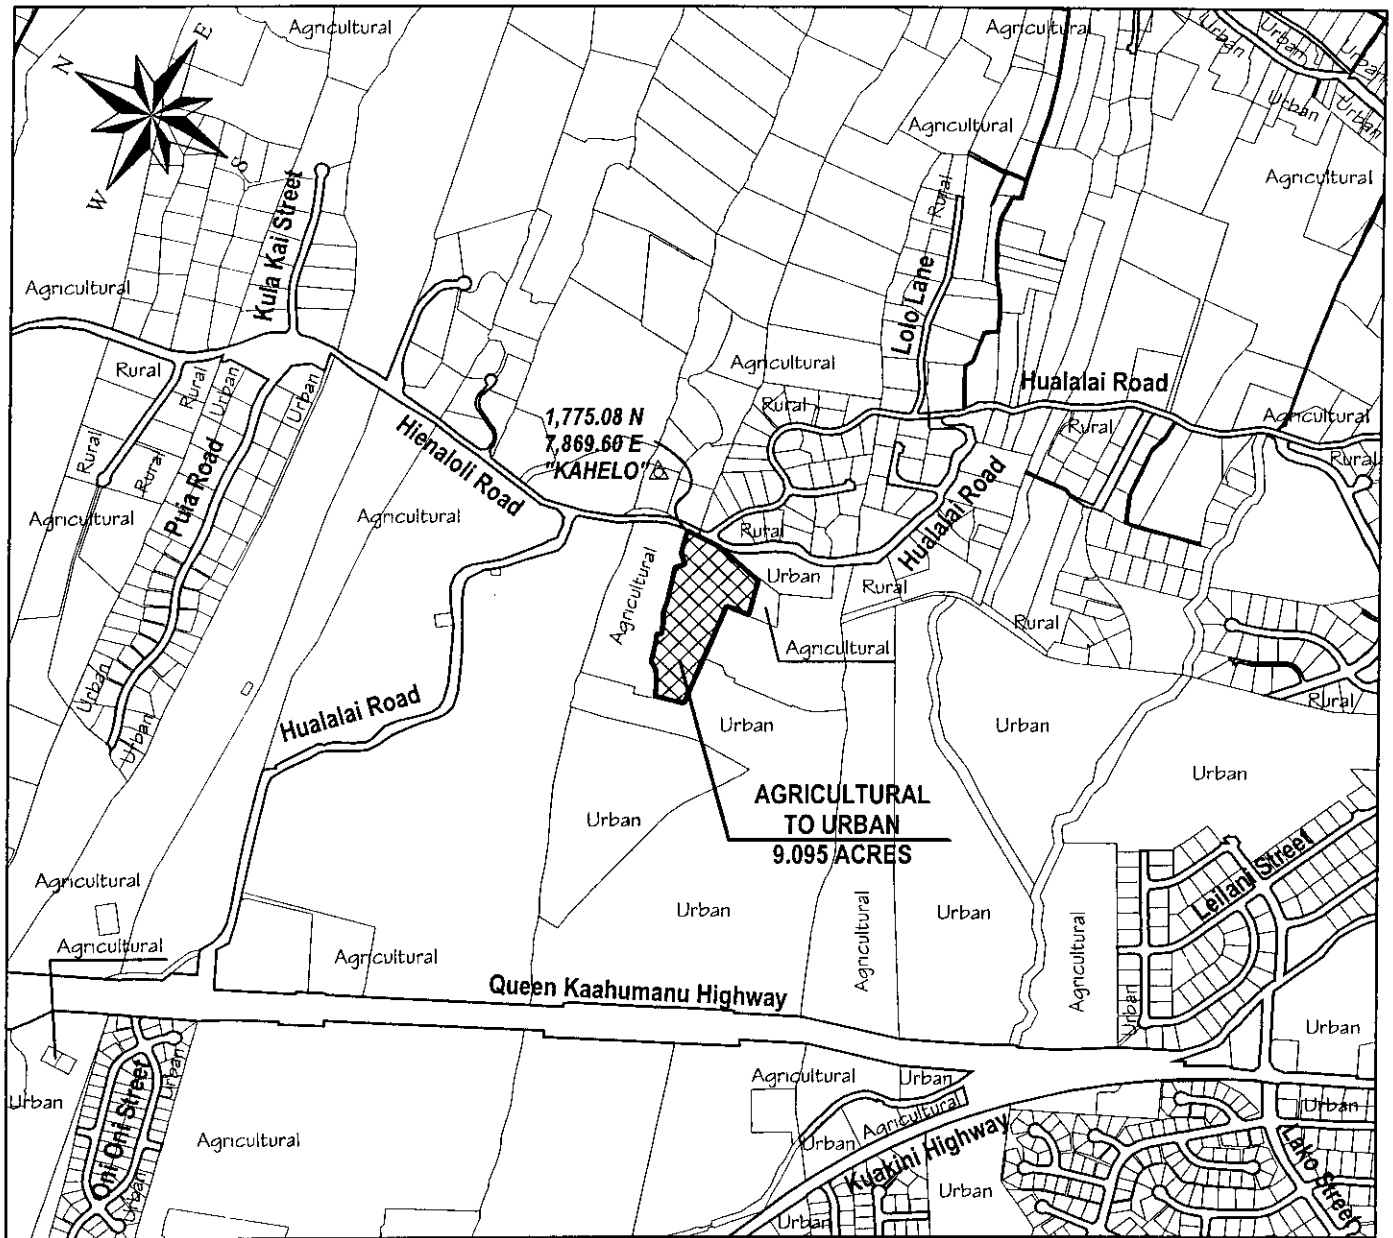 Agricultural
Agricultural
Urban
Urban
Urban
Urban
Urban
N
E
S
W
Agricultural
Agricultural
Rural
Kula Kai Street
Agricultural
Lolo Lane
Agricultural
Rural
Rural
Urban
Urban
Hualalai Road
Rural
Agricultural
1,775.08 N
7,869.60 E
"KAHELO"
Hienaloli Road
Rural
Rural
Rural
Rural
Puia Road
Agricultural
Agricultural
Hualalai Road
Rural
Agricultural
Urban
Rural
Rural
Agricultural
Urban
Urban
Rural
Hualalai Road
Urban
Urban
Urban
Urban
AGRICULTURAL
TO URBAN
9.095 ACRES
Leilani Street
Agricultural
Urban
Agricultural
Urban
Agricultural
Agricultural
Agricultural
Queen Kaahumanu Highway
Urban
Urban
Urban
Oni Oni Street
Urban
Urban
Agricultural
Agricultural
Urban
Agricultural
Urban
Kuakini Highway
Urban
Urban
Urban
Lako Street